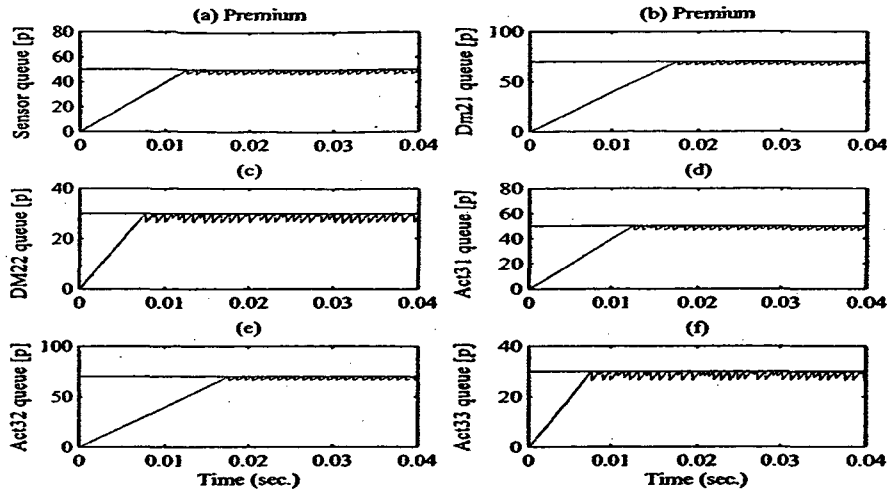 (a) Premium
(b) Premium
Sensor queue [p]
80
60
40
20
0
0 0.01 0.02 0.03 0.04
Dm21 queue [p]
100
50
0
0 0.01 0.02 0.03 0.04
(c)
(d)
DM22 queue [p]
40
20
0
0 0.01 0.02 0.03 0.04
Act31 queue [p]
80
60
40
20
0
0 0.01 0.02 0.03 0.04
(e)
(f)
Act32 queue [p]
100
50
0
0 0.01 0.02 0.03 0.04
Time (sec.)
Act33 queue [p]
40
20
0
0 0.01 0.02 0.03 0.04
Time (sec.)